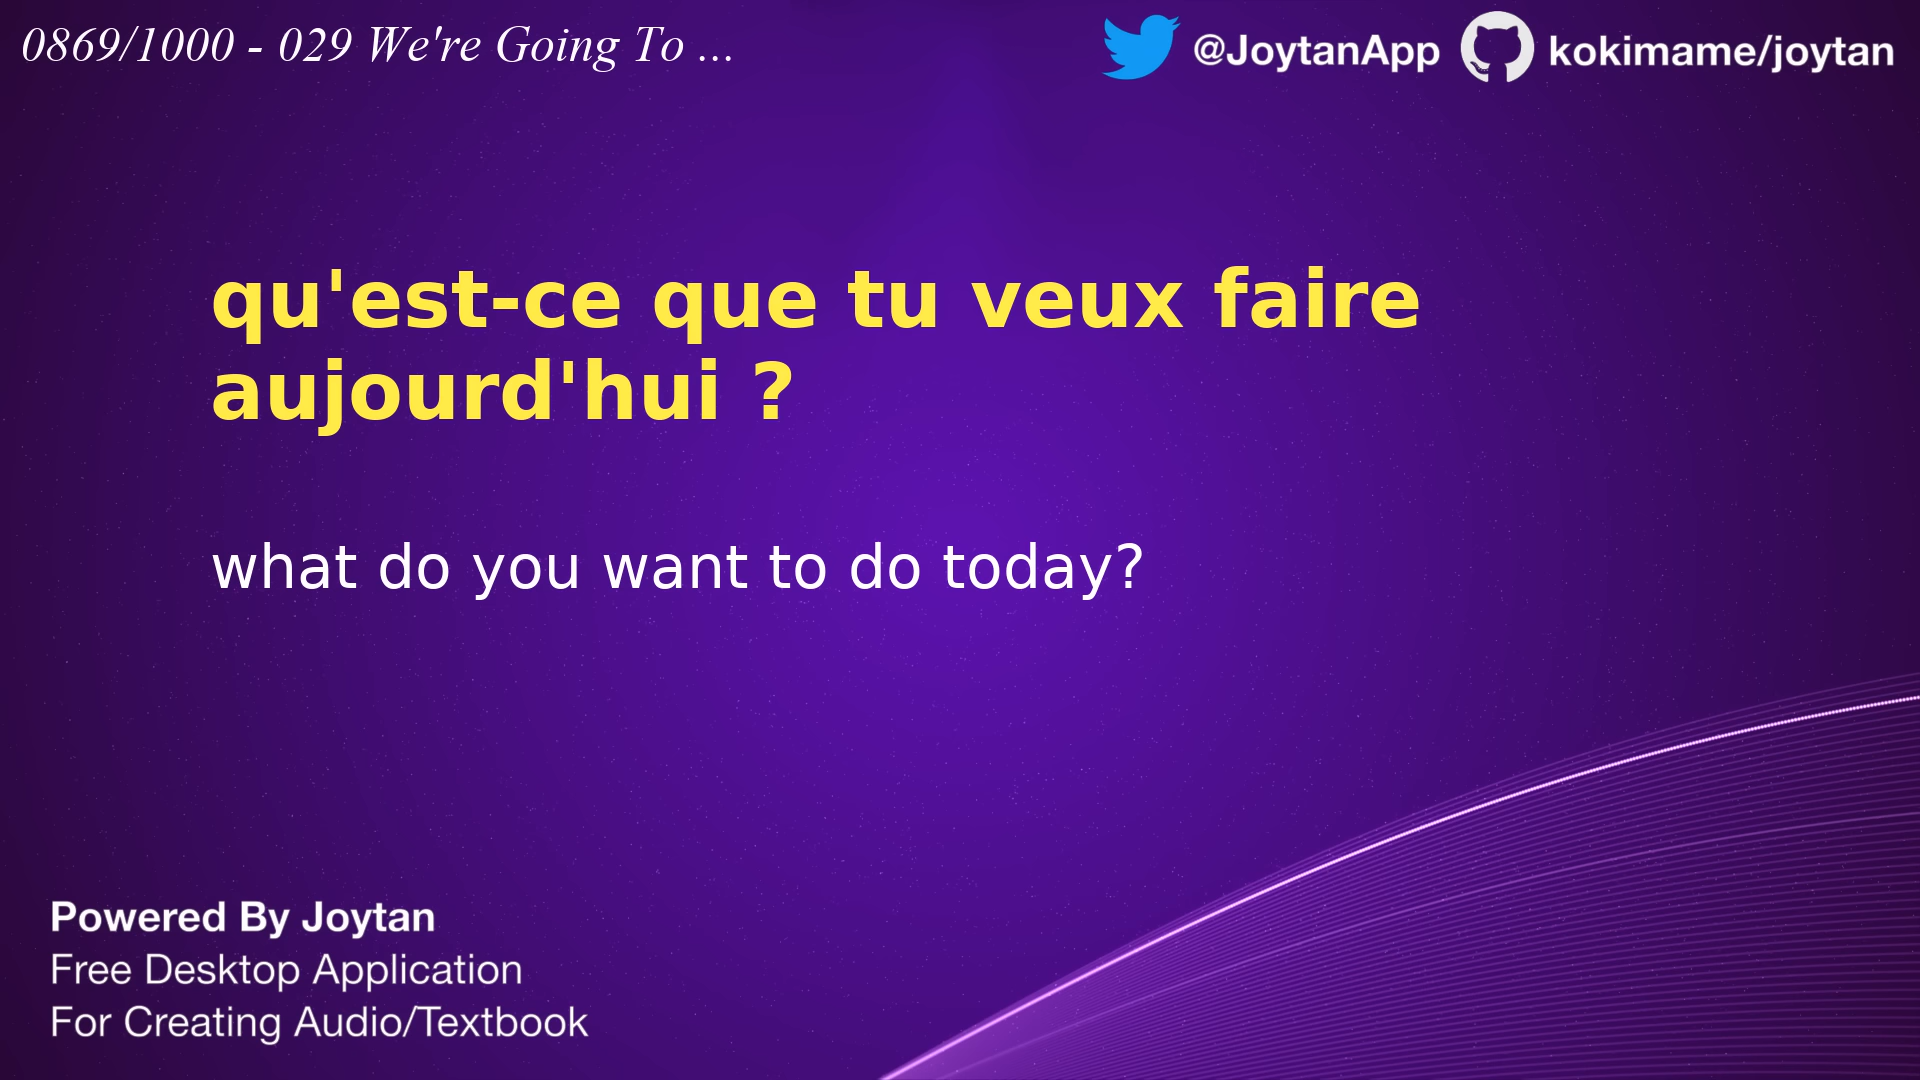 0869/1000 - 029 We're Going To ...
@JoytanApp
kokimame/joytan
qu'est-ce que tu veux faire
aujourd'hui ?
what do you want to do today?
Powered By Joytan
Free Desktop Application
For Creating Audio/Textbook